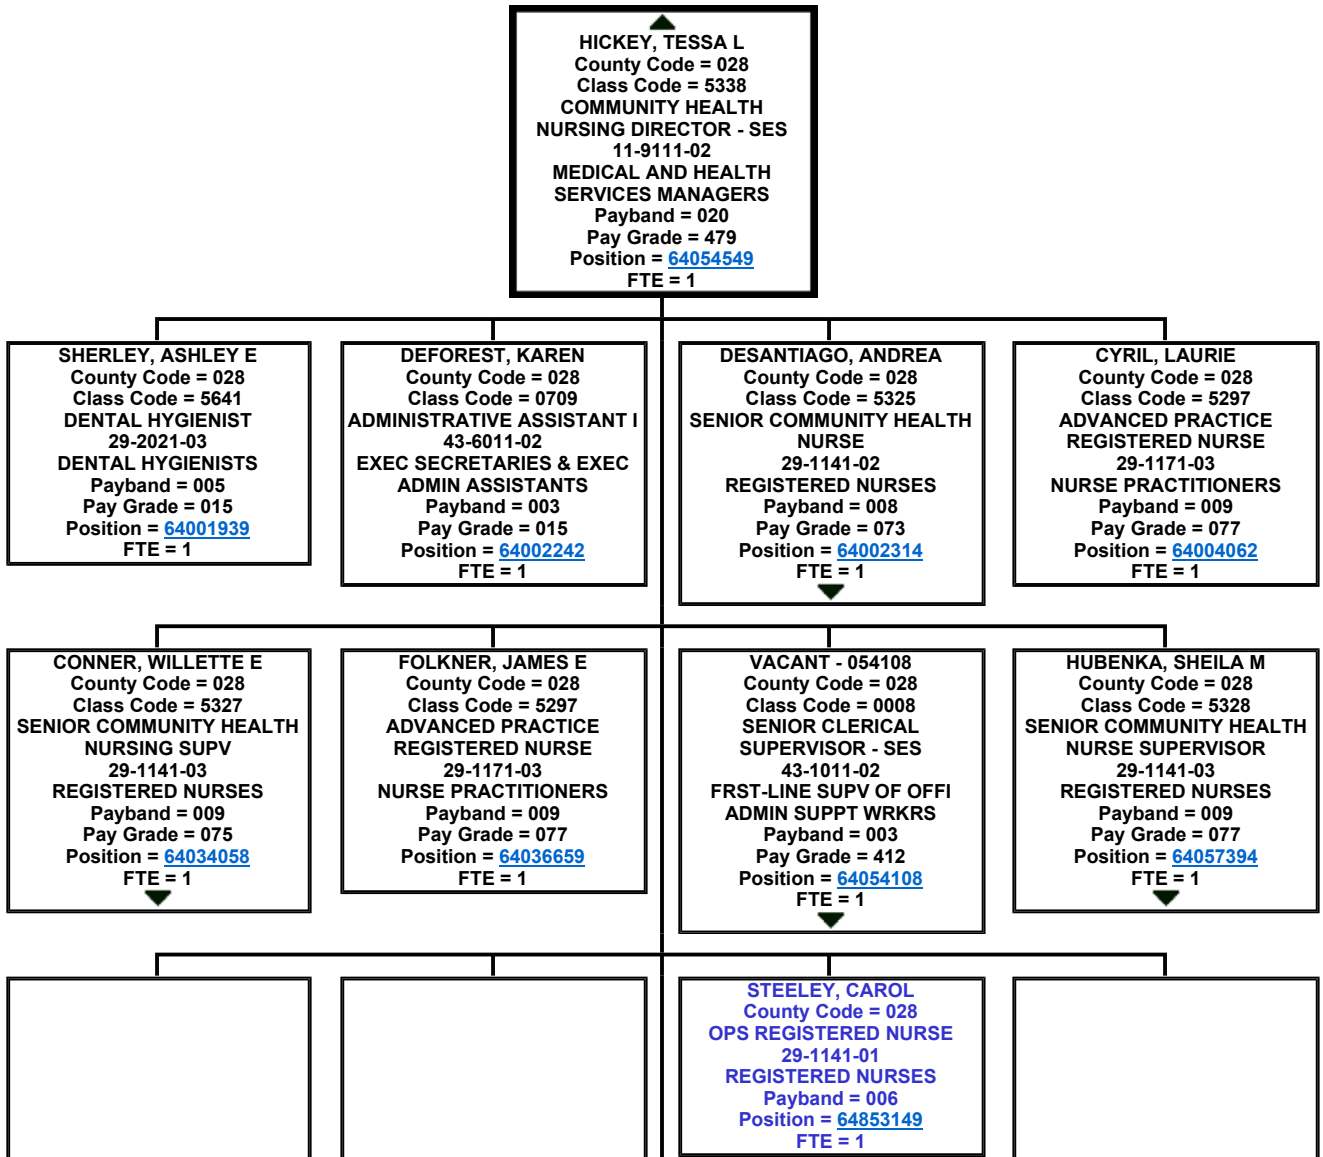 HICKEY, TESSA L
County Code = 028
Class Code = 5338
COMMUNITY HEALTH
NURSING DIRECTOR - SES
11-9111-02
MEDICAL AND HEALTH
SERVICES MANAGERS
Payband = 020
Pay Grade = 479
Position = 64054549
FTE = 1
SHERLEY, ASHLEY E
County Code = 028
Class Code = 5641
DENTAL HYGIENIST
29-2021-03
DENTAL HYGIENISTS
Payband = 005
Pay Grade = 015
Position = 64001939
FTE = 1
DEFOREST, KAREN
County Code = 028
Class Code = 0709
ADMINISTRATIVE ASSISTANT I
43-6011-02
EXEC SECRETARIES & EXEC
ADMIN ASSISTANTS
Payband = 003
Pay Grade = 015
Position = 64002242
FTE = 1
DESANTIAGO, ANDREA
County Code = 028
Class Code = 5325
SENIOR COMMUNITY HEALTH
NURSE
29-1141-02
REGISTERED NURSES
Payband = 008
Pay Grade = 073
Position = 64002314
FTE = 1
CYRIL, LAURIE
County Code = 028
Class Code = 5297
ADVANCED PRACTICE
REGISTERED NURSE
29-1171-03
NURSE PRACTITIONERS
Payband = 009
Pay Grade = 077
Position = 64004062
FTE = 1
CONNER, WILLETTE E
County Code = 028
Class Code = 5327
SENIOR COMMUNITY HEALTH
NURSING SUPV
29-1141-03
REGISTERED NURSES
Payband = 009
Pay Grade = 075
Position = 64034058
FTE = 1
FOLKNER, JAMES E
County Code = 028
Class Code = 5297
ADVANCED PRACTICE
REGISTERED NURSE
29-1171-03
NURSE PRACTITIONERS
Payband = 009
Pay Grade = 077
Position = 64036659
FTE = 1
VACANT - 054108
County Code = 028
Class Code = 0008
SENIOR CLERICAL
SUPERVISOR - SES
43-1011-02
FRST-LINE SUPV OF OFFI
ADMIN SUPPT WRKRS
Payband = 003
Pay Grade = 412
Position = 64054108
FTE = 1
HUBENKA, SHEILA M
County Code = 028
Class Code = 5328
SENIOR COMMUNITY HEALTH
NURSE SUPERVISOR
29-1141-03
REGISTERED NURSES
Payband = 009
Pay Grade = 077
Position = 64057394
FTE = 1
STEELEY, CAROL
County Code = 028
OPS REGISTERED NURSE
29-1141-01
REGISTERED NURSES
Payband = 006
Position = 64853149
FTE = 1